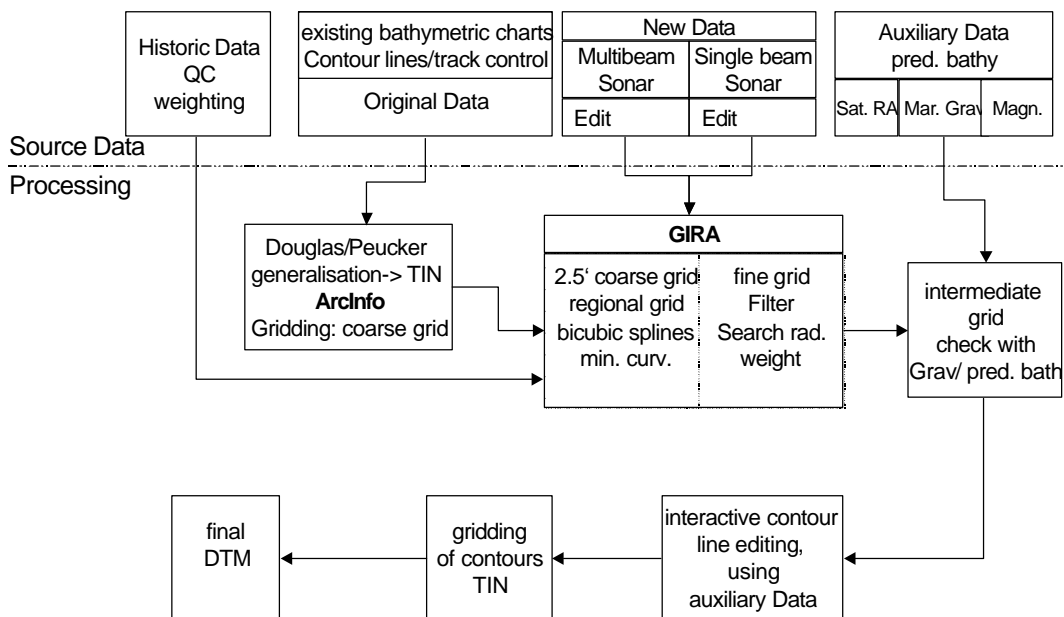 Historic Data
QC
weighting
existing bathymetric charts
Contour lines/track control
Original Data
New Data
Multibeam
Sonar
Single beam
Sonar
Edit
Edit
Auxiliary Data
pred. bathy
Sat. RA
Mar. Grav
Magn.
Source Data
Processing
Douglas/Peucker
generalisation-> TIN
ArcInfo
Gridding: coarse grid
GIRA
2.5‘ coarse grid
regional grid
bicubic splines
min. curv.
fine grid
Filter
Search rad.
weight
intermediate
grid
check with
Grav/ pred. bath
final
DTM
gridding
of contours
TIN
interactive contour
line editing,
using
auxiliary Data